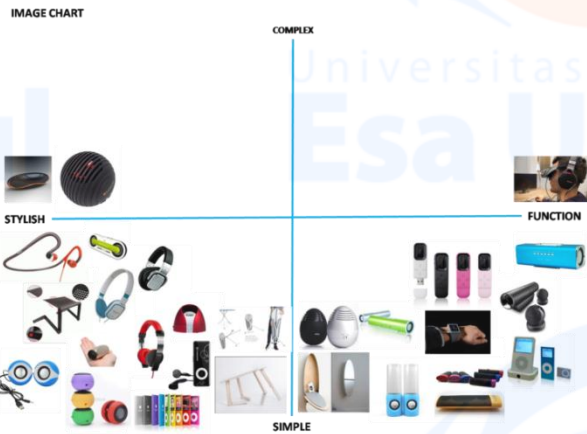 IMAGE CHART
COMPLEX
Universitas
Esa U
STYLISH
FUNCTION
SIMPLE